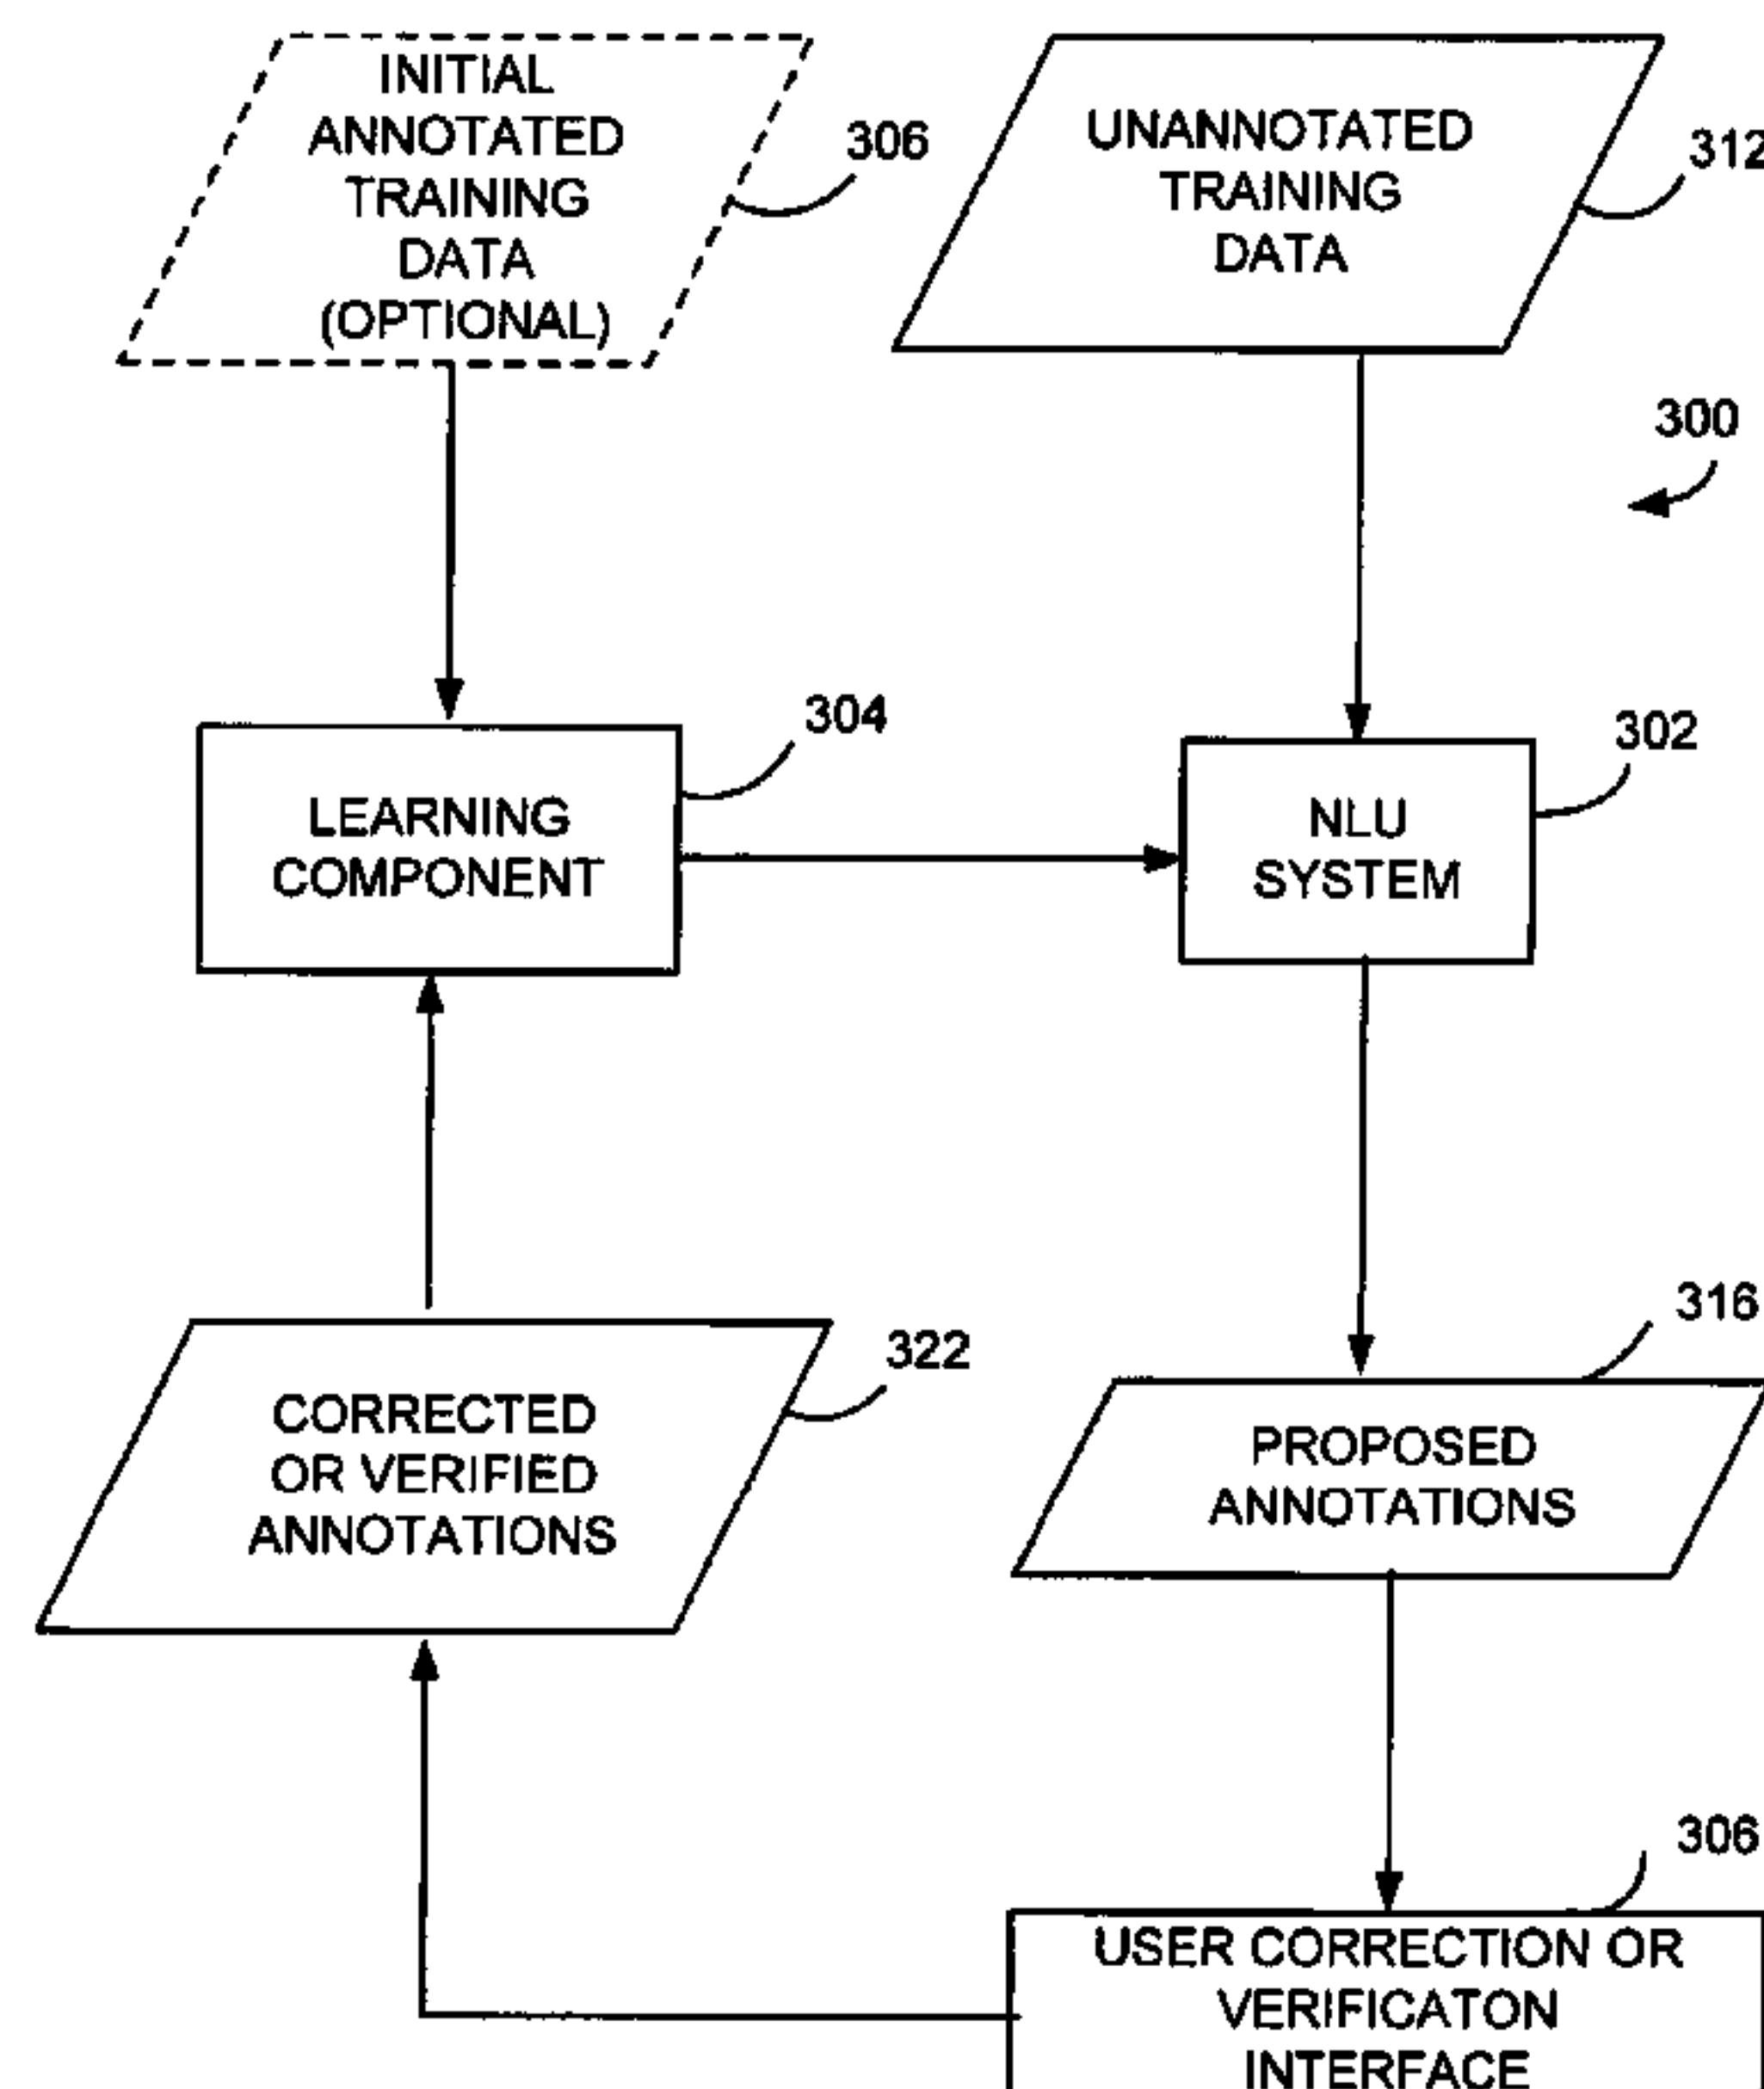 INITIAL
ANNOTATED
TRAINING
DATA
(OPTIONAL)
306
UNANNOTATED
TRAINING
DATA
312
300
LEARNING
COMPONENT
304
NLU
SYSTEM
302
CORRECTED
OR VERIFIED
ANNOTATIONS
322
PROPOSED
ANNOTATIONS
316
306
USER CORRECTION OR
VERIFICATON
INTERFACE